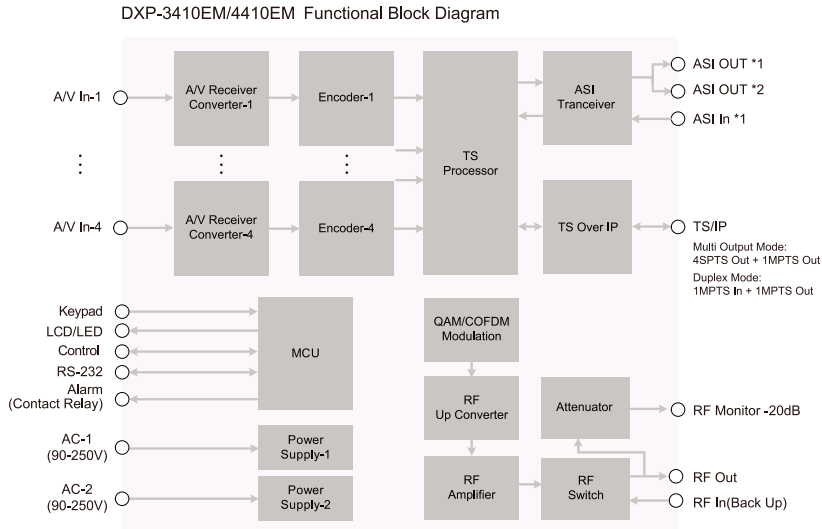 DXP-3410EM/4410EM Functional Block Diagram
A/V In-1
A/V Receiver
Converter-1
Encoder-1
TS
Processor
ASI
Tranceiver
ASI OUT *1
ASI OUT *2
ASI In *1
A/V In-4
A/V Receiver
Converter-4
Encoder-4
TS Over IP
TS/IP
Multi Output Mode:
4SPTS Out + 1MPTS Out
Duplex Mode:
1MPTS In + 1MPTS Out
Keypad
LCD/LED
Control
RS-232
Alarm
(Contact Relay)
MCU
QAM/COFDM
Modulation
RF
Up Converter
Attenuator
RF Monitor -20dB
AC-1
(90-250V)
Power
Supply-1
AC-2
(90-250V)
Power
Supply-2
RF
Amplifier
RF
Switch
RF Out
RF In(Back Up)